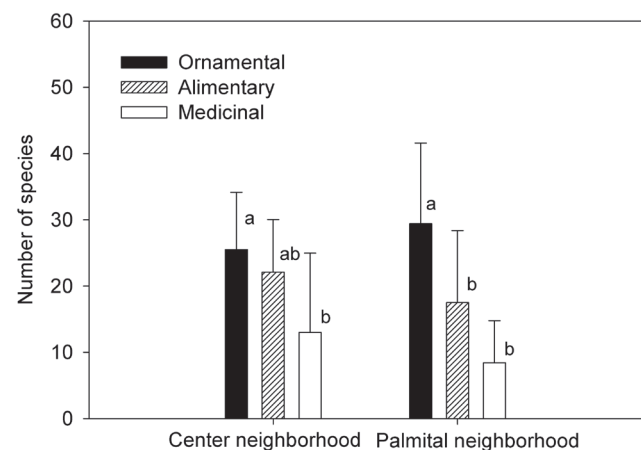 60
50
40
30
20
10
0
Number of species
Ornamental
Alimentary
Medicinal
a
ab
b
a
b
b
Center neighborhood
Palmital neighborhood